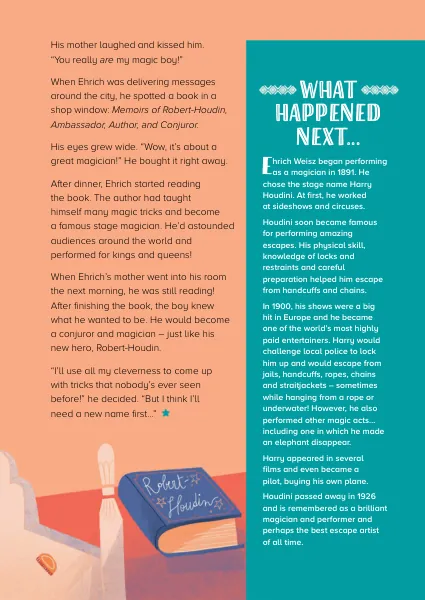 His mother laughed and kissed him.
“You really are my magic boy!”
When Ehrich was delivering messages
around the city, he spotted a book in a
shop window: Memoirs of Robert-Houdin,
Ambassador, Author, and Conjuror.
His eyes grew wide. “Wow, it’s about a
great magician!” He bought it right away.
After dinner, Ehrich started reading
the book. The author had taught
himself many magic tricks and become
a famous stage magician. He’d astounded
audiences around the world and
performed for kings and queens!
When Ehrich’s mother went into his room
the next morning, he was still reading!
After finishing the book, the boy knew
what he wanted to be. He would become
a conjuror and magician – just like his
new hero, Robert-Houdin.
“I’ll use all my cleverness to come up
with tricks that nobody’s ever seen
before!” he decided. “But I think I’ll
need a new name first…”
Robert-
Houdin
WHAT
HAPPENED
NEXT...
Ehrich Weisz began performing
as a magician in 1891. He
chose the stage name Harry
Houdini. At first, he worked
at sideshows and circuses.
Houdini soon became famous
for performing amazing
escapes. His physical skill,
knowledge of locks and
restraints and careful
preparation helped him escape
from handcuffs and chains.
In 1900, his shows were a big
hit in Europe and he became
one of the world’s most highly
paid entertainers. Harry would
challenge local police to lock
him up and would escape from
jails, handcuffs, ropes, chains
and straitjackets – sometimes
while hanging from a rope or
underwater! However, he also
performed other magic acts…
including one in which he made
an elephant disappear.
Harry appeared in several
films and even became a
pilot, buying his own plane.
Houdini passed away in 1926
and is remembered as a brilliant
magician and performer and
perhaps the best escape artist
of all time.